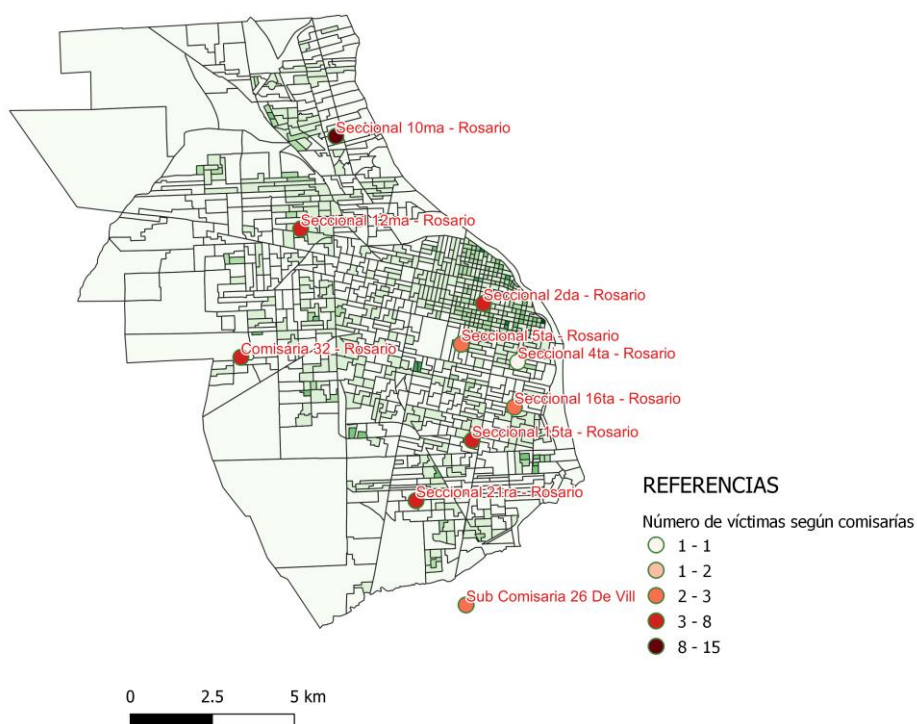 Seccional 10ma - Rosario
Seccional 12ma - Rosario
Seccional 2da - Rosario
Seccional 5ta - Rosario
Comisaria 32 - Rosario
Seccional 4ta - Rosario
Seccional 16ta - Rosario
Seccional 15ta - Rosario
Seccional 21ra - Rosario
Sub Comisaria 26 De Vill
REFERENCIAS
Número de víctimas según comisarías
1 - 1
1 - 2
2 - 3
3 - 8
8 - 15
0 2.5 5 km